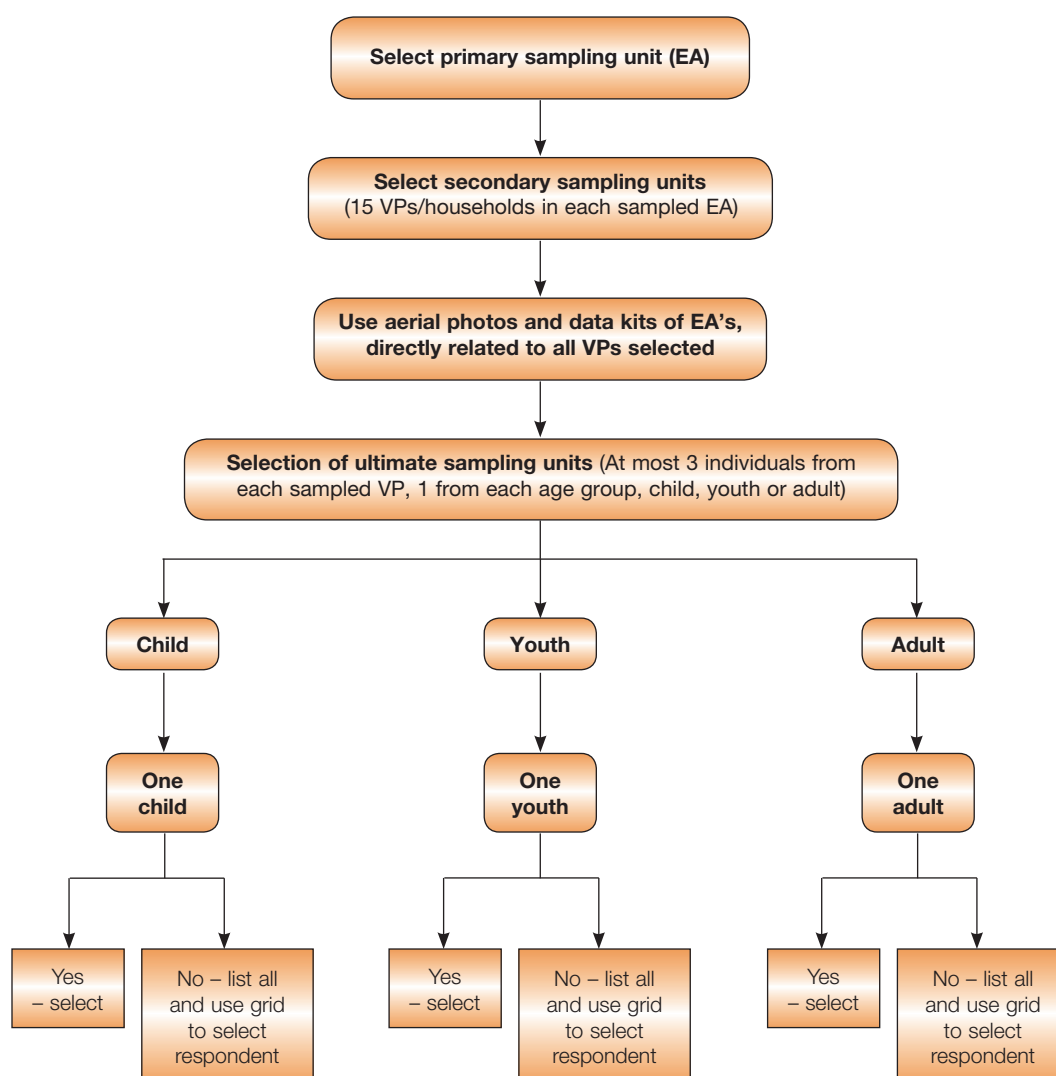 Select primary sampling unit (EA)
Select secondary sampling units
(15 VPs/households in each sampled EA)
Use aerial photos and data kits of EA's,
directly related to all VPs selected
Selection of ultimate sampling units (At most 3 individuals from
each sampled VP, 1 from each age group, child, youth or adult)
Child
Youth
Adult
One
child
One
youth
One
adult
Yes
– select
No – list all
and use grid
to select
respondent
Yes
– select
No – list all
and use grid
to select
respondent
Yes
– select
No – list all
and use grid
to select
respondent